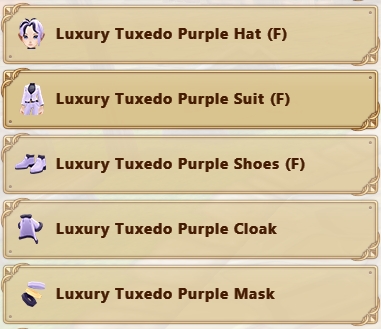 Luxury Tuxedo Purple Hat (F)
Luxury Tuxedo Purple Suit (F)
Luxury Tuxedo Purple Shoes (F)
Luxury Tuxedo Purple Cloak
Luxury Tuxedo Purple Mask